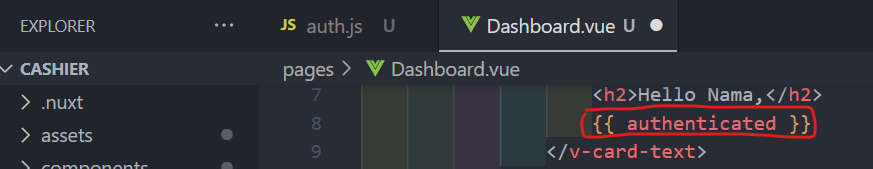 EXPLORER ... JS auth.js U Dashboard.vue U
CASHIER pages > Dashboard.vue
.nuxt 7 <h2>Hello Nama,</h2>
assets 8 {{ authenticated }}
components 9 </v-card-text>